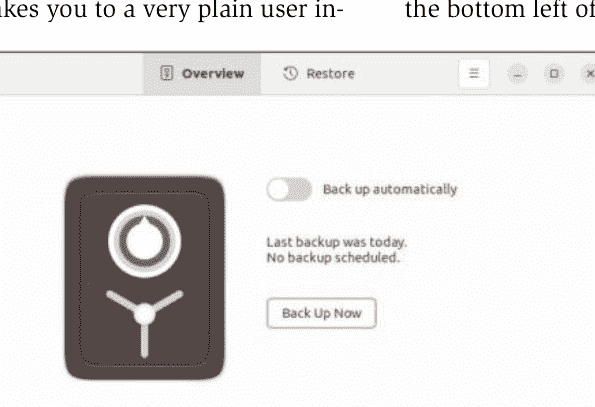 akes you to a very plain user in-
the bottom left of
Overview
Restore
Back up automatically
Last backup was today.
No backup scheduled.
Back Up Now